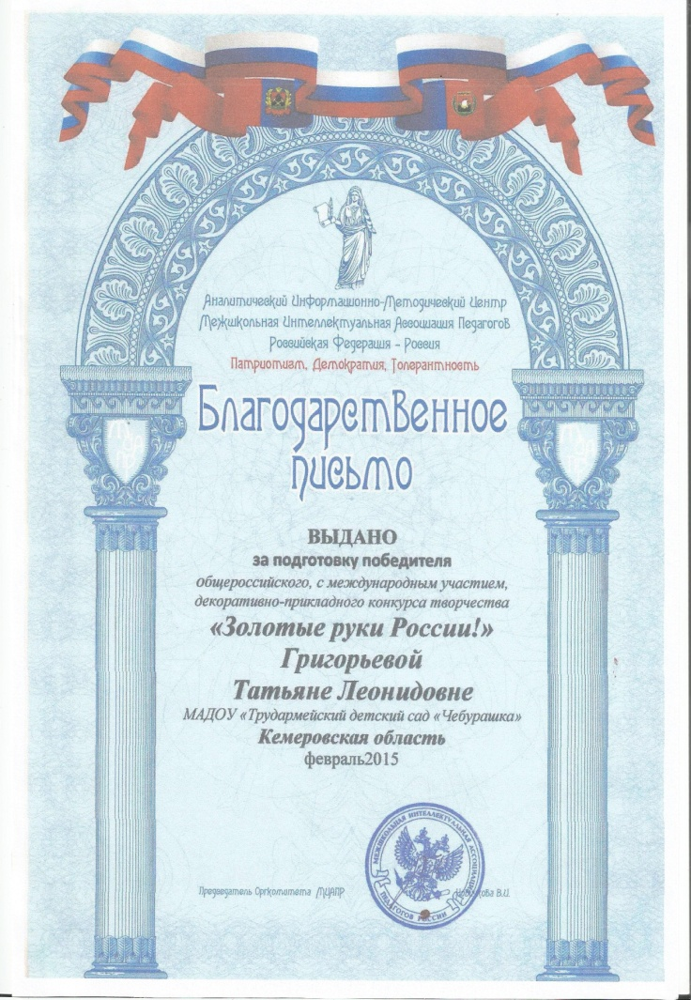 Аналитический Информационно-Методический Центр
Межшкольная Интеллектуальная Ассоциация Педагогов
Российская Федерация - Россия
Патриотизм, Демократия, Толерантность
Благодарственное
письмо
ВЫДАНО
за подготовку победителя
общероссийского, с международным участием,
декоративно-прикладного конкурса творчества
«Золотые руки России!»
Григорьевой
Татьяне Леонидовне
МАДОУ «Трудармейский детский сад «Чебурашка»
Кемеровская область
февраль2015
МЕЖШКОЛЬНАЯ ИНТЕЛЛЕКТУАЛЬНАЯ АССОЦИАЦИЯ
ПЕДАГОГОВ РОССИИ
Председатель Оргкомитета МИАПР
В.И.